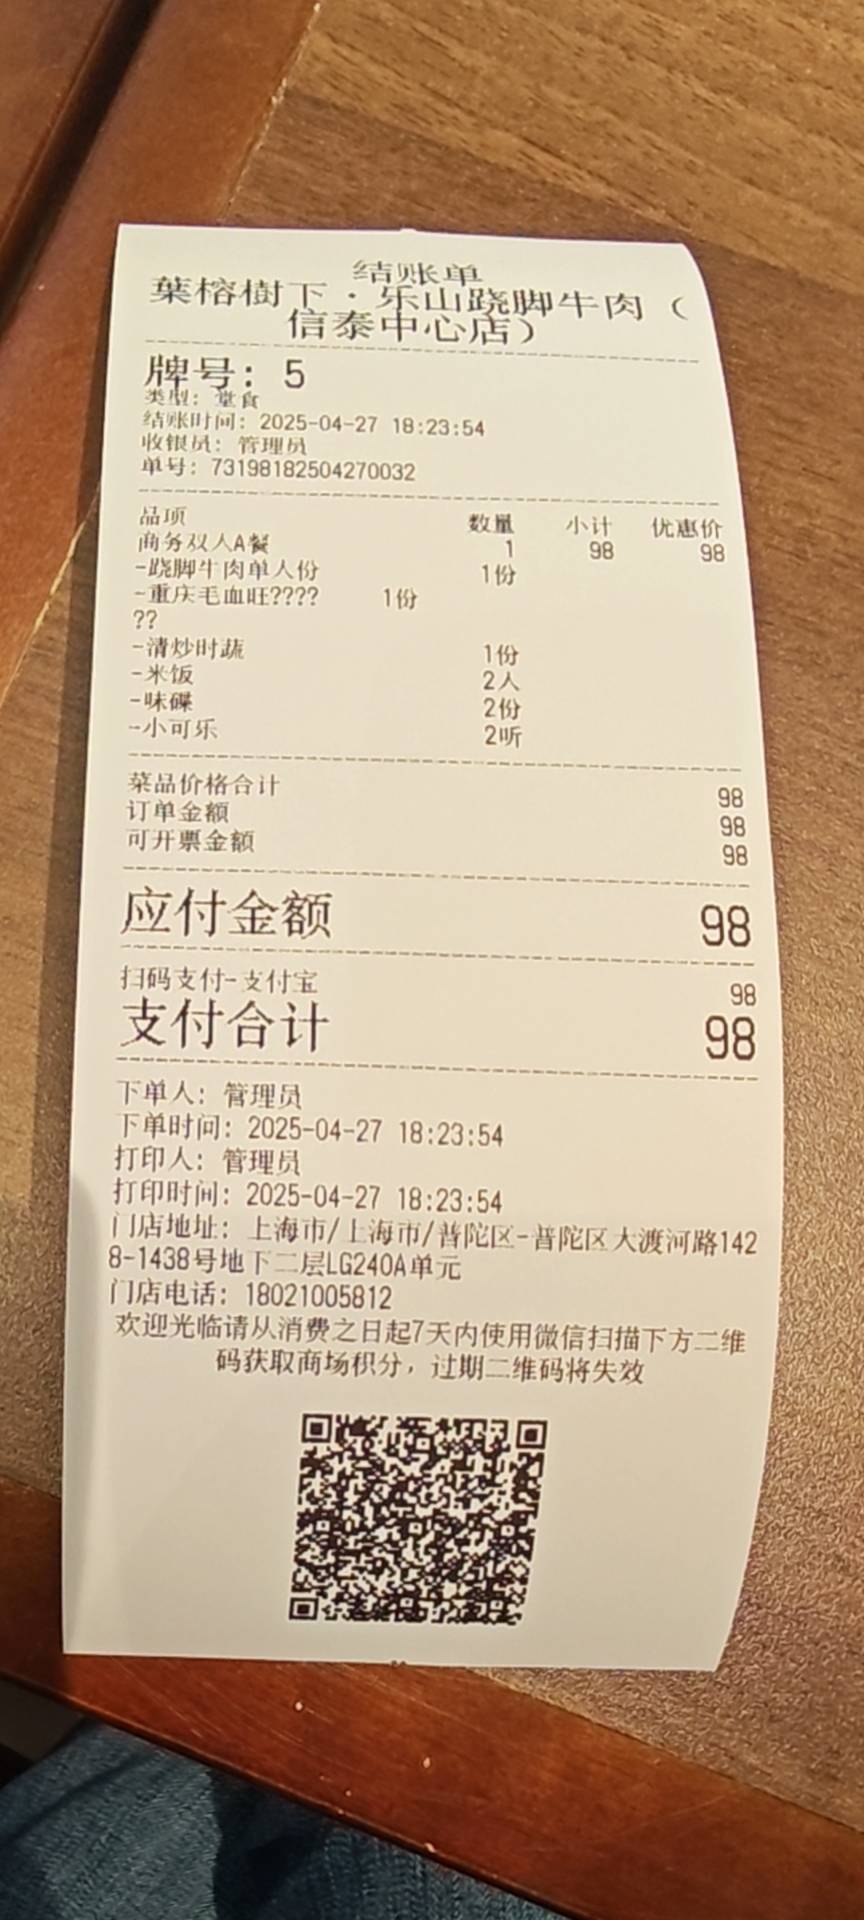 结账单
葉榕樹下·乐山跷脚牛肉（
信泰中心店）
牌号: 5
类型: 堂食
结账时间: 2025-04-27 18:23:54
收银员: 管理员
单号: 73198182504270032
品项 数量 小计 优惠价
商务双人A餐 1 98 98
-跷脚牛肉单人份 1份
-重庆毛血旺???? 1份
??
-清炒时蔬 1份
-米饭 2人
-味碟 2份
-小可乐 2听
菜品价格合计 98
订单金额 98
可开票金额 98
应付金额 98
扫码支付-支付宝 98
支付合计 98
下单人: 管理员
下单时间: 2025-04-27 18:23:54
打印人: 管理员
打印时间: 2025-04-27 18:23:54
门店地址: 上海市/上海市/普陀区-普陀区大渡河路142
8-1438号地下二层LG240A单元
门店电话: 18021005812
欢迎光临请从消费之日起7天内使用微信扫描下方二维
码获取商场积分，过期二维码将失效